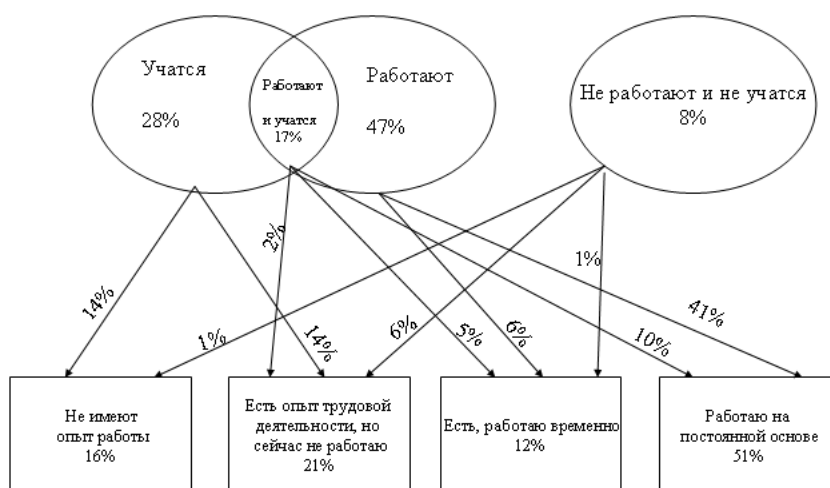 Учатся
28%
Работают
и учатся
17%
Работают
47%
Не работают и не учатся
8%
14%
1%
14%
2%
6%
5%
6%
1%
10%
41%
Не имеют
опыт работы
16%
Есть опыт трудовой
деятельности, но
сейчас не работаю
21%
Есть, работаю временно
12%
Работаю на
постоянной основе
51%